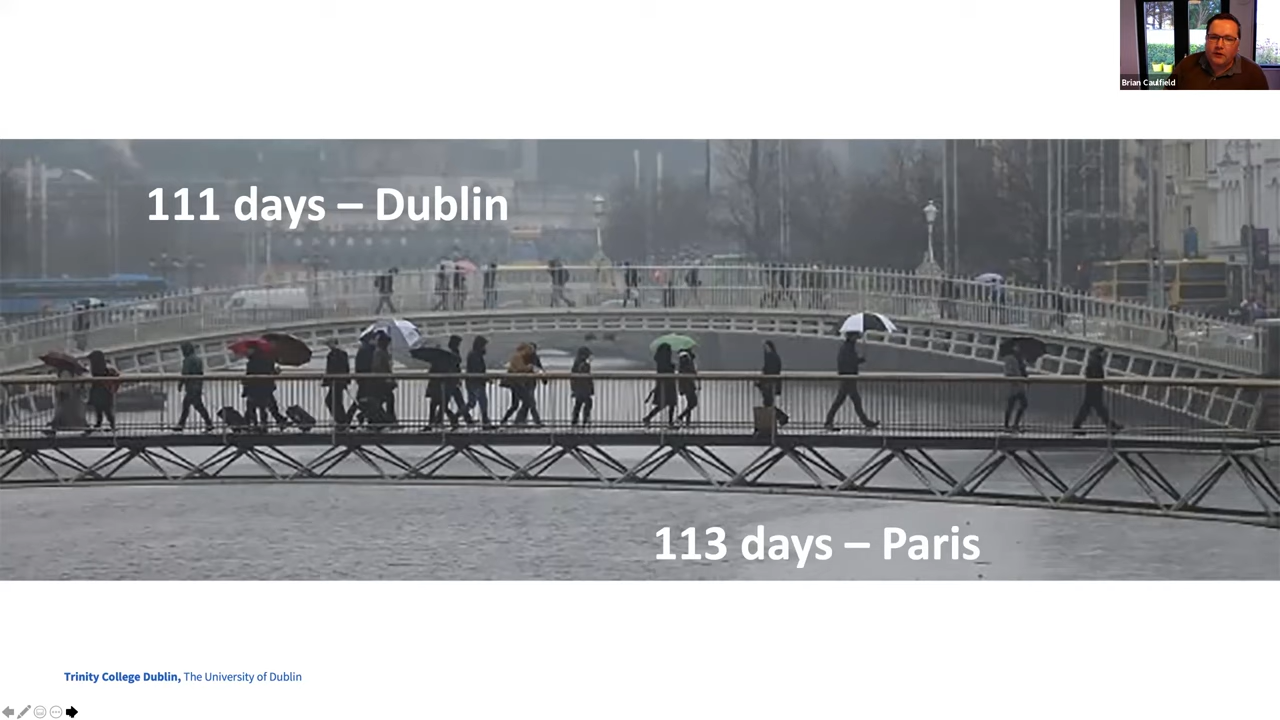 Brian Caulfield
111 days – Dublin
113 days – Paris
Trinity College Dublin, The University of Dublin